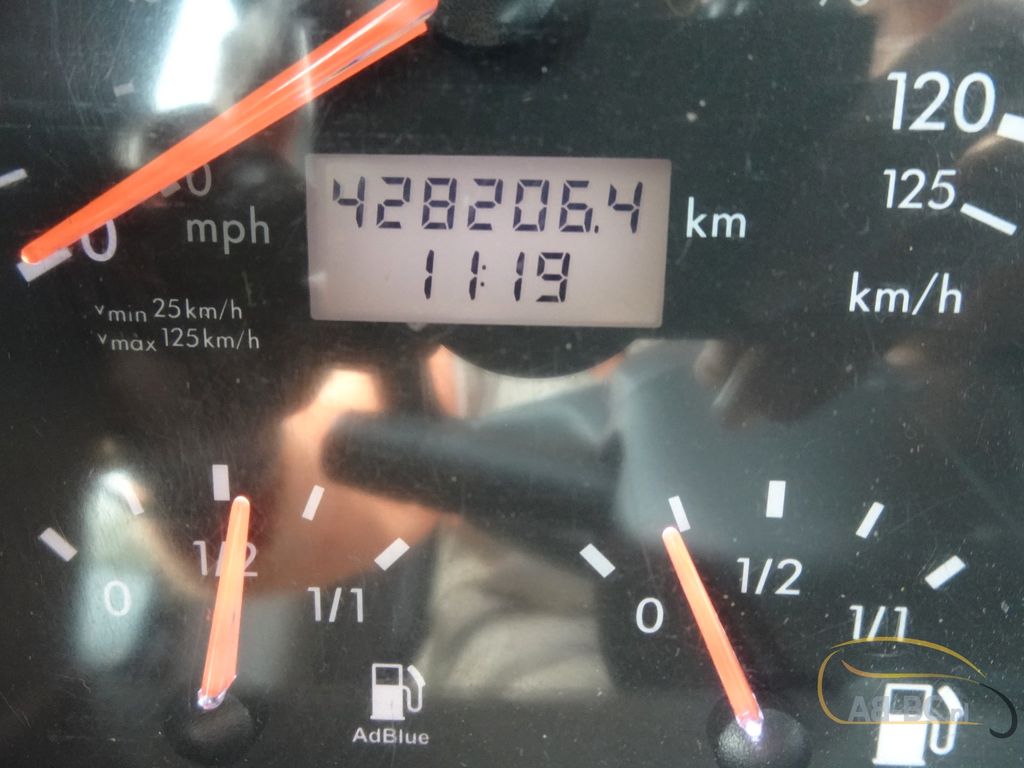 120
125
0
428206.4 km
0 mph
11:19
km/h
vmin 25km/h
vmax 125km/h
0 1/2 1/1
AdBlue
0 1/2 1/1